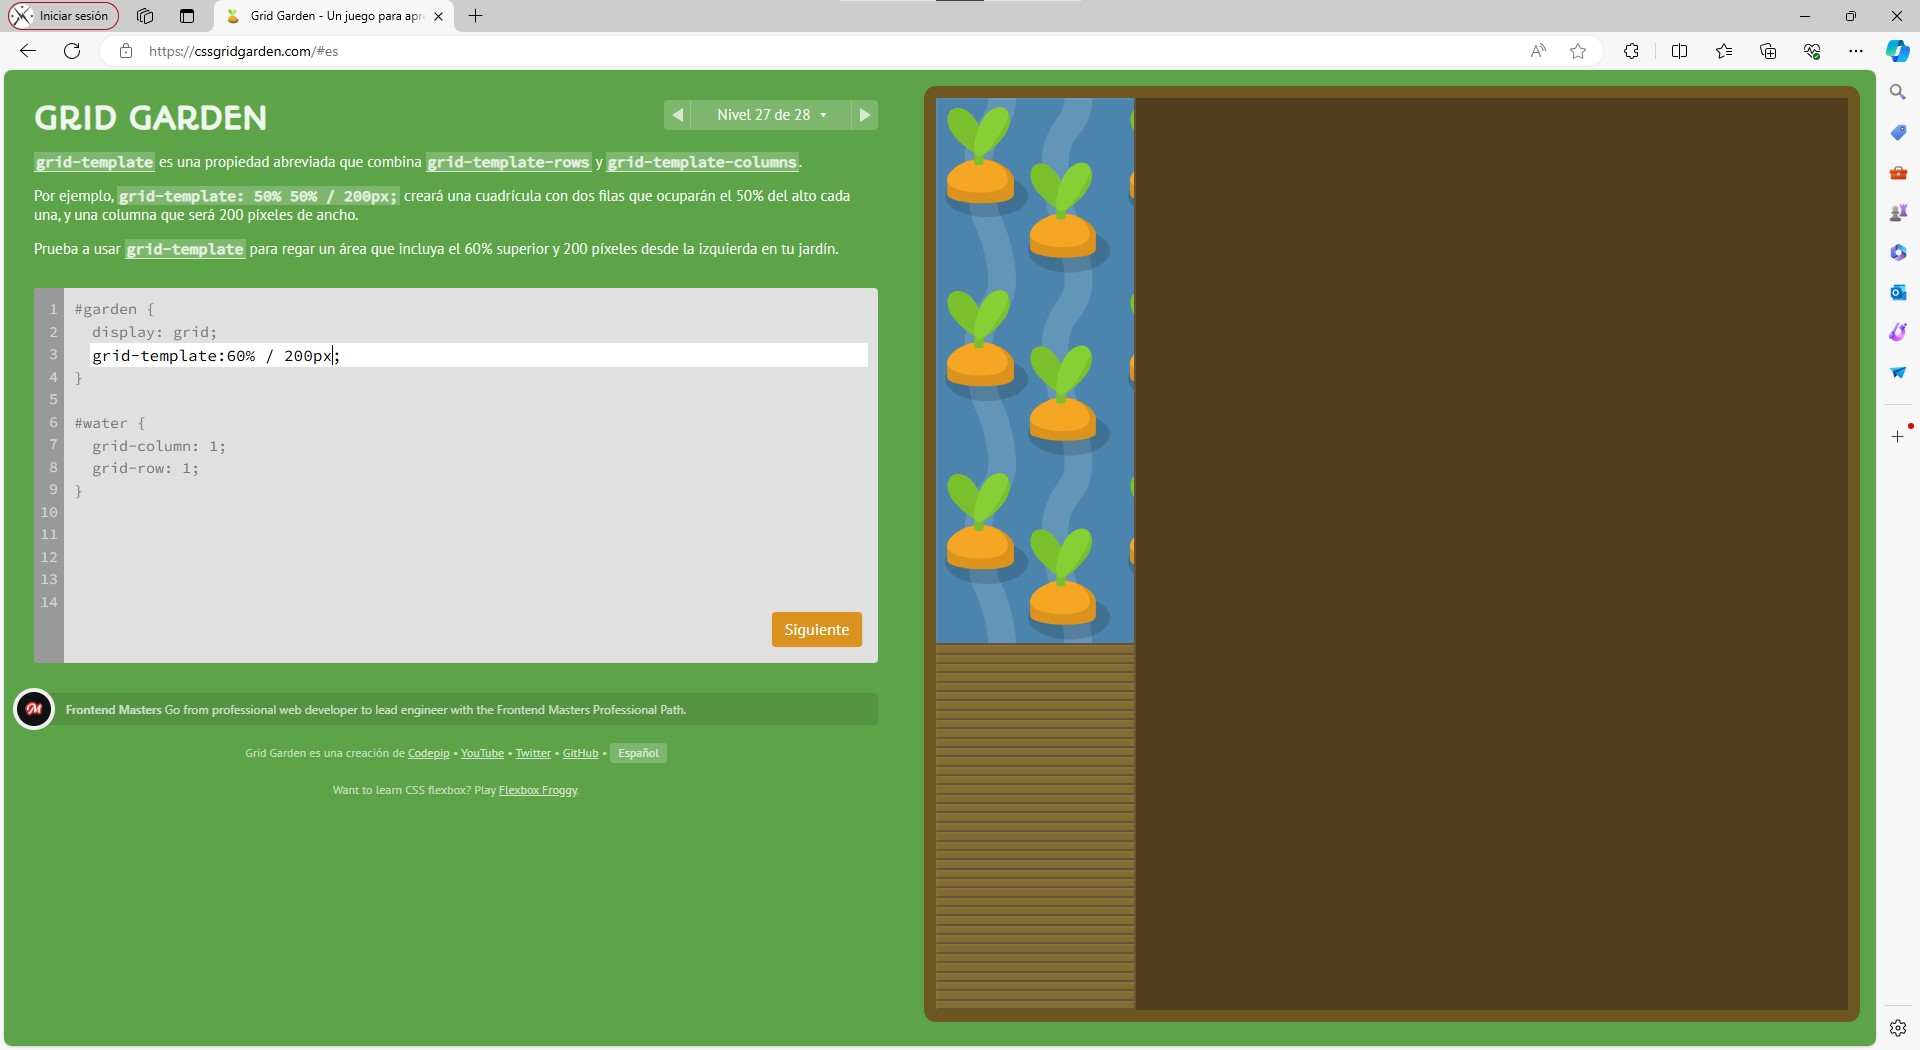 Iniciar sesión
Grid Garden - Un juego para apr
https://cssgridgarden.com/#es
GRID GARDEN
Nivel 27 de 28
grid-template es una propiedad abreviada que combina grid-template-rows y grid-template-columns.
Por ejemplo, grid-template: 50% 50% / 200px; creará una cuadrícula con dos filas que ocuparán el 50% del alto cada
una, y una columna que será 200 píxeles de ancho.
Prueba a usar grid-template para regar un área que incluya el 60% superior y 200 píxeles desde la izquierda en tu jardín.
1 #garden {
2 display: grid;
3 grid-template:60% / 200px;
4 }
5
6 #water {
7 grid-column: 1;
8 grid-row: 1;
9 }
10
11
12
13
14
Siguiente
Frontend Masters Go from professional web developer to lead engineer with the Frontend Masters Professional Path.
Grid Garden es una creación de Codepip • YouTube • Twitter • GitHub • Español
Want to learn CSS flexbox? Play Flexbox Froggy.